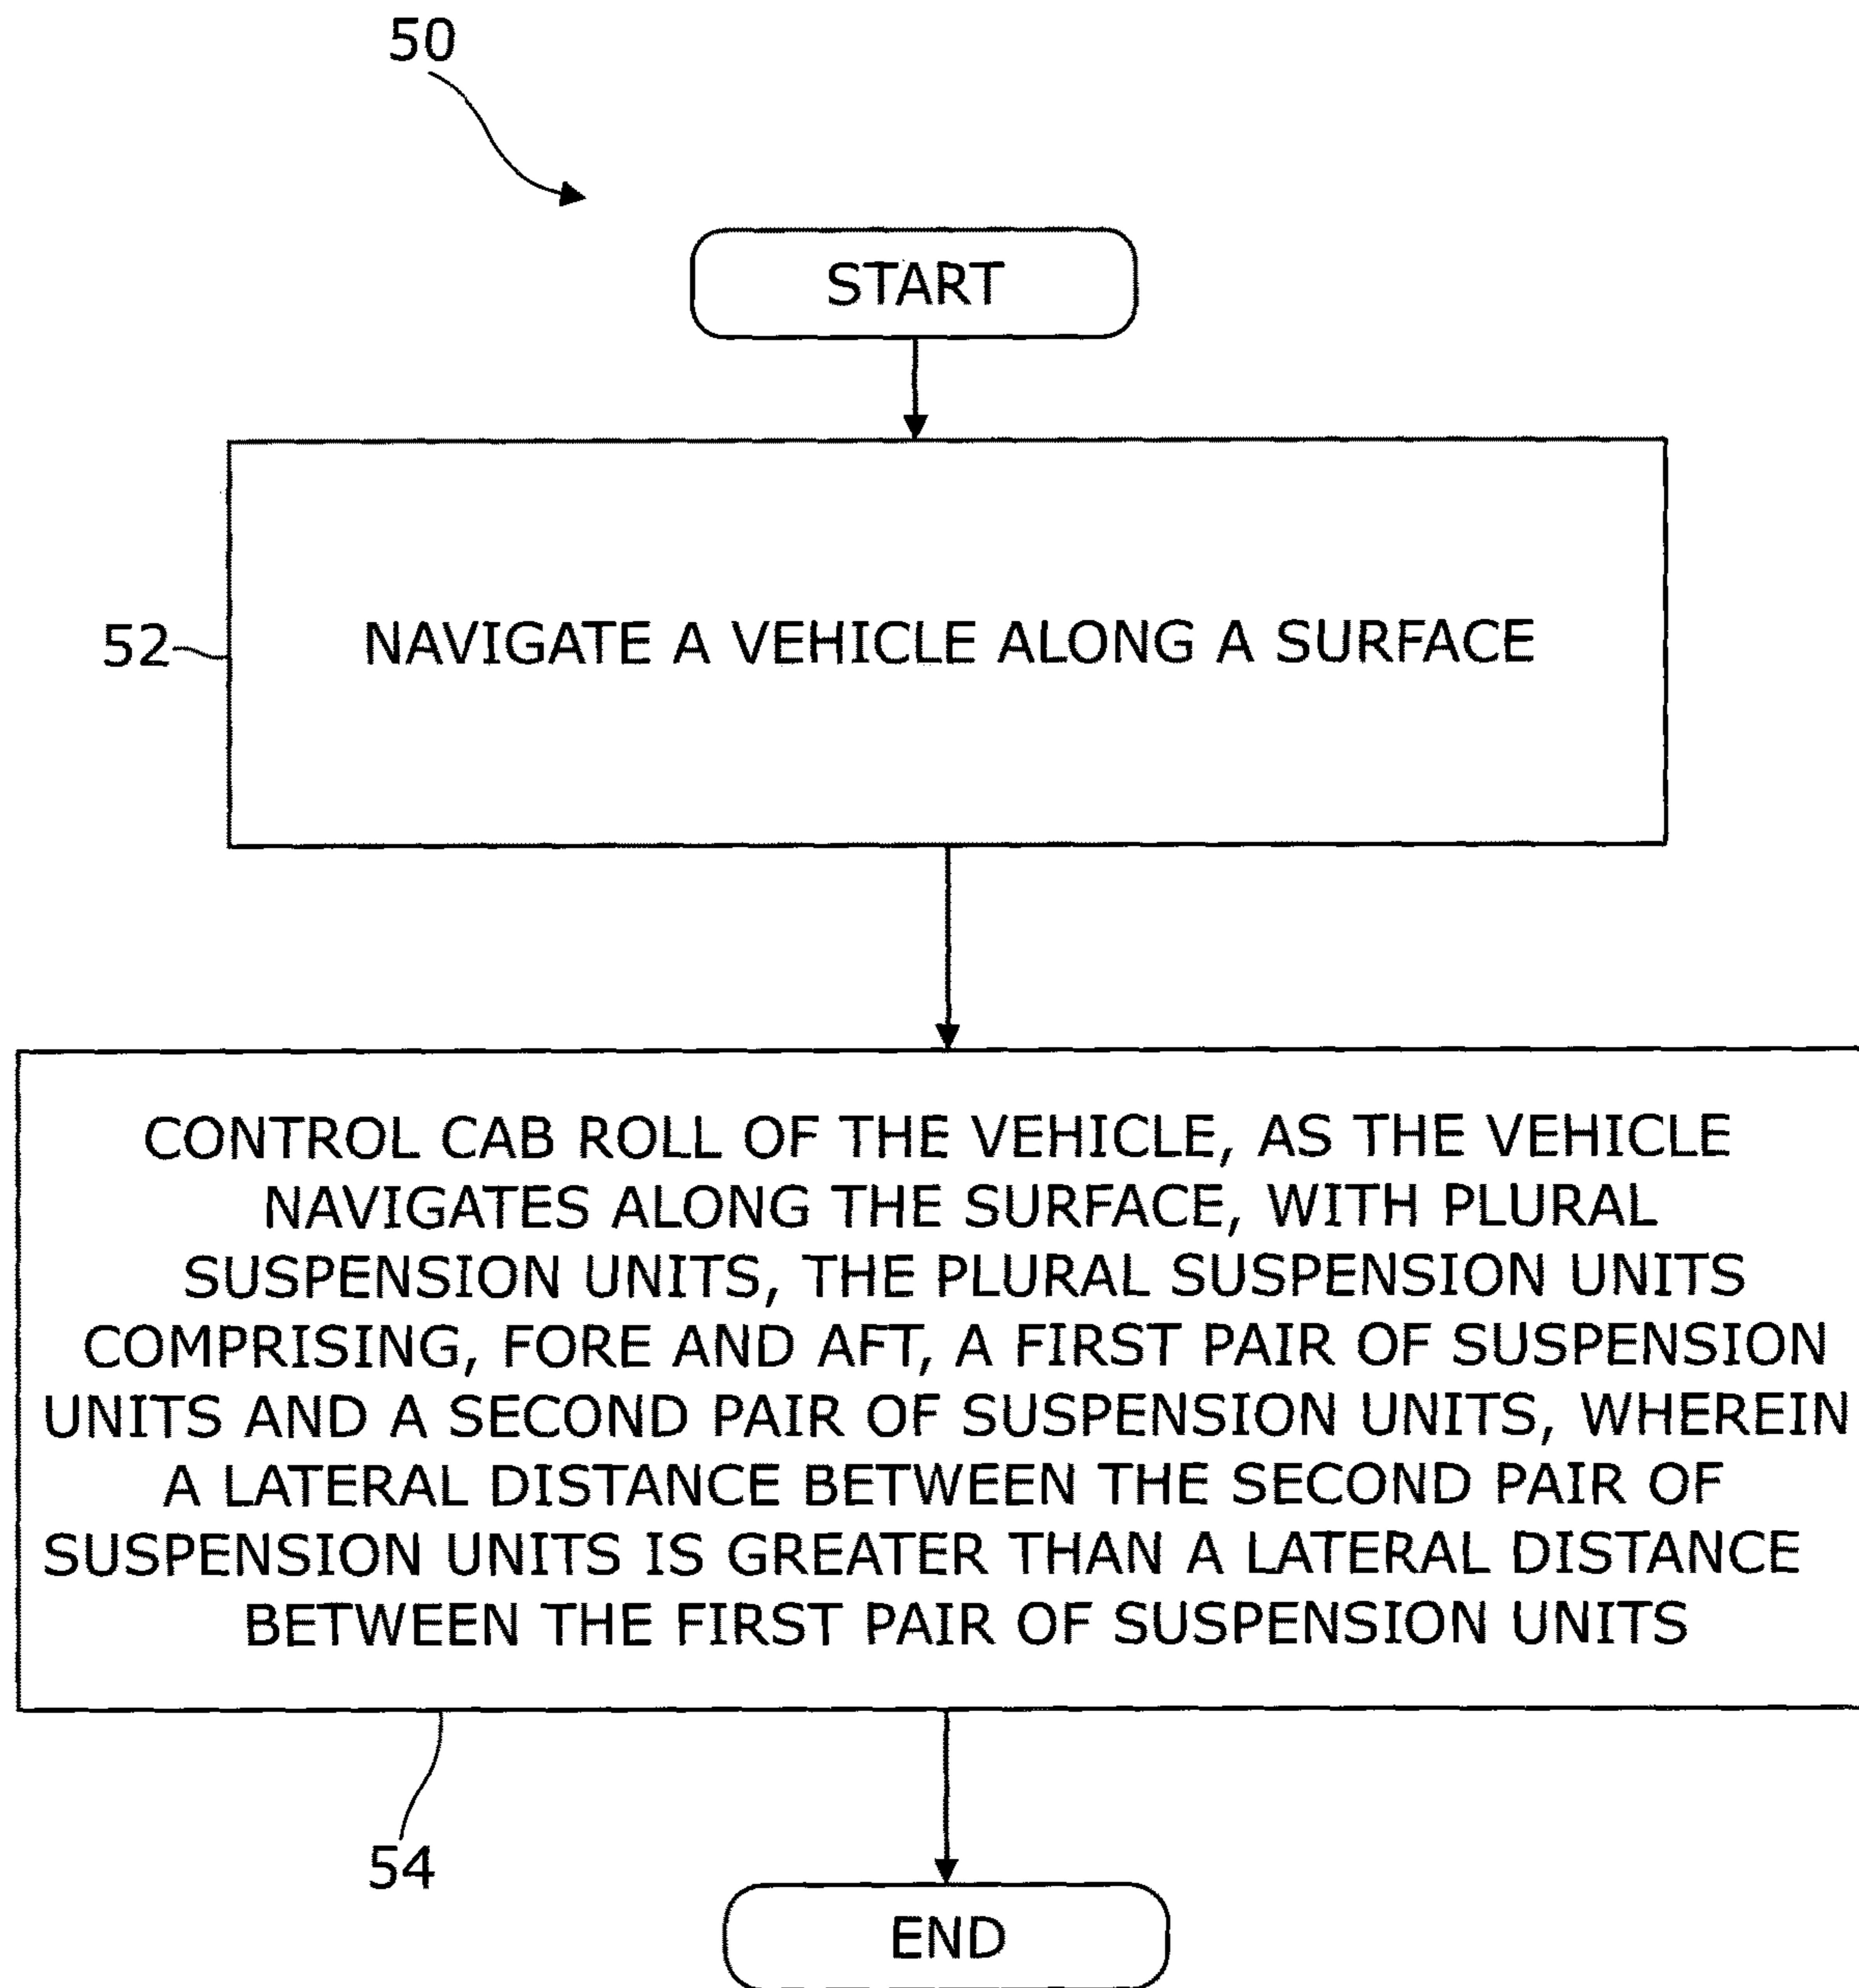 50
START
52
NAVIGATE A VEHICLE ALONG A SURFACE
CONTROL CAB ROLL OF THE VEHICLE, AS THE VEHICLE
NAVIGATES ALONG THE SURFACE, WITH PLURAL
SUSPENSION UNITS, THE PLURAL SUSPENSION UNITS
COMPRISING, FORE AND AFT, A FIRST PAIR OF SUSPENSION
UNITS AND A SECOND PAIR OF SUSPENSION UNITS, WHEREIN
A LATERAL DISTANCE BETWEEN THE SECOND PAIR OF
SUSPENSION UNITS IS GREATER THAN A LATERAL DISTANCE
BETWEEN THE FIRST PAIR OF SUSPENSION UNITS
54
END